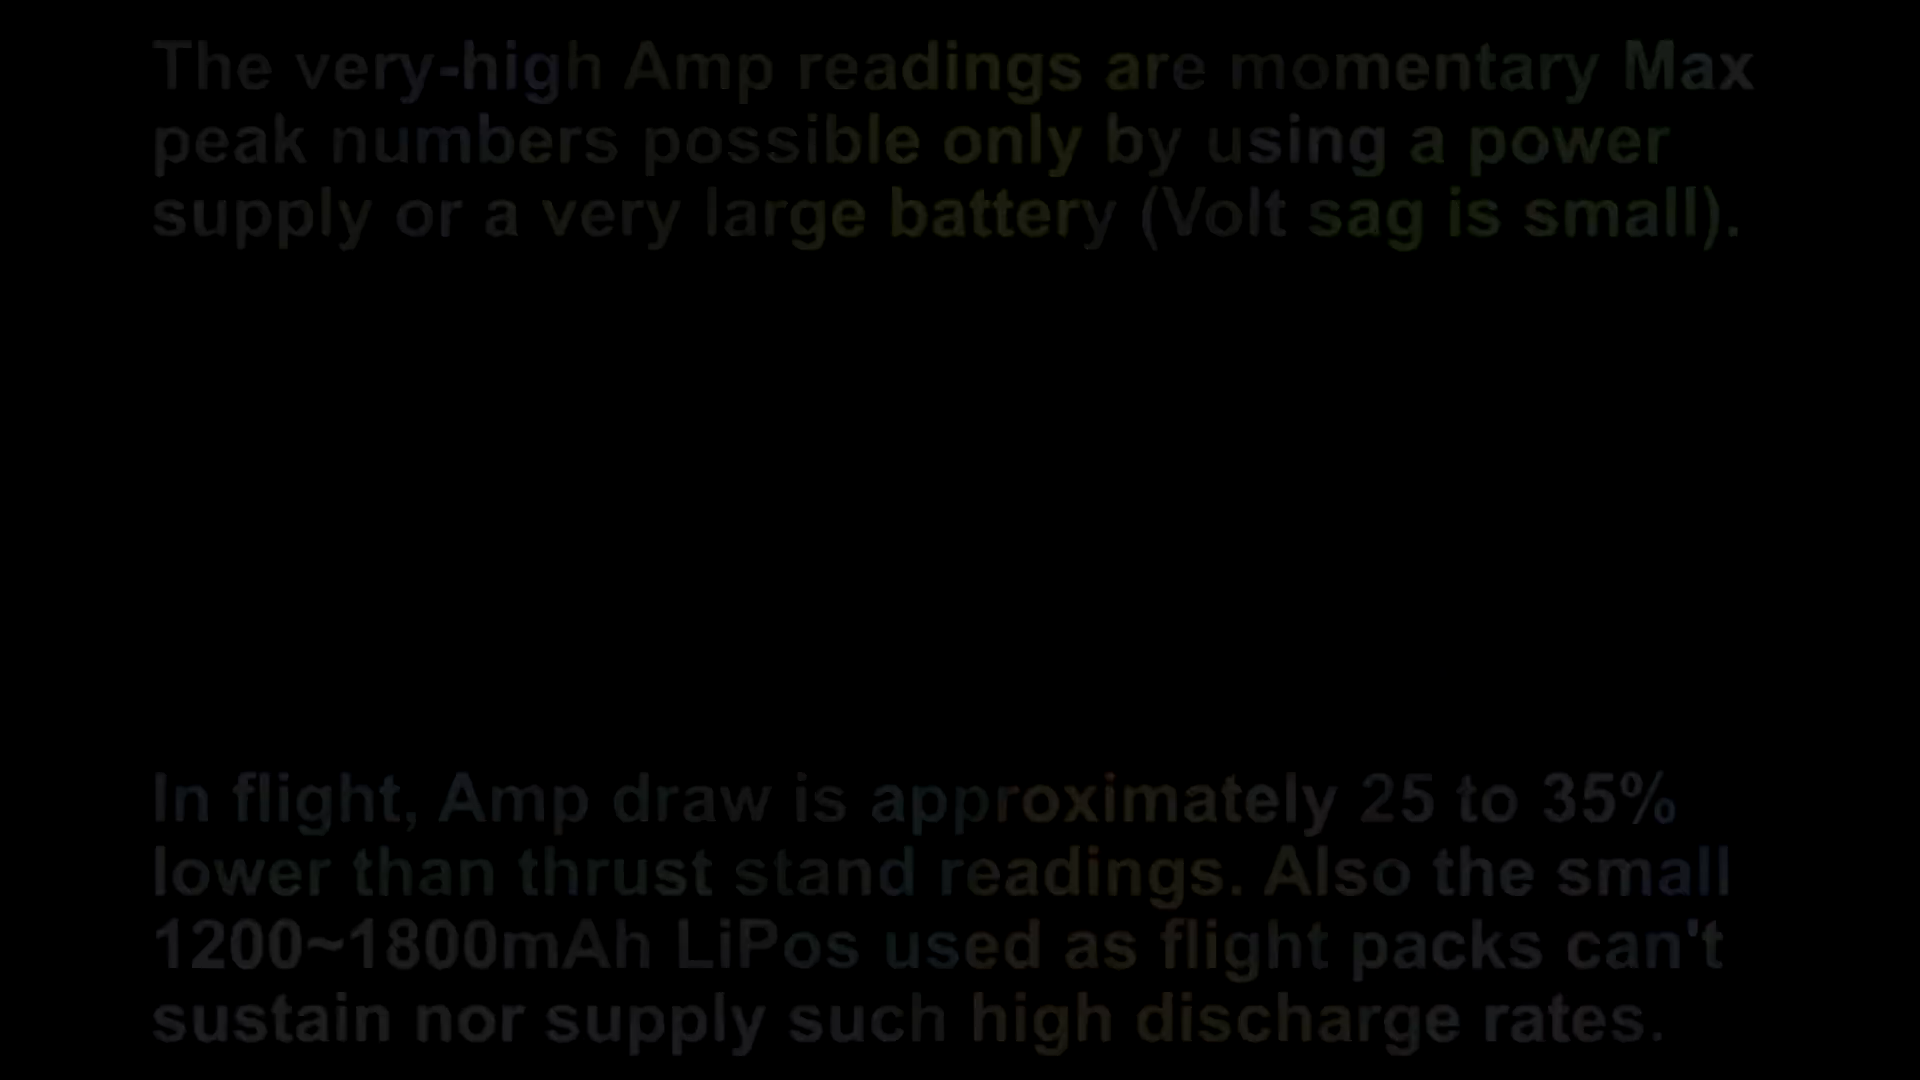 The very-high Amp readings are momentary Max
peak numbers possible only by using a power
supply or a very large battery (Volt sag is small).
In flight, Amp draw is approximately 25 to 35%
lower than thrust stand readings. Also the small
1200~1800mAh LiPos used as flight packs can't
sustain nor supply such high discharge rates.